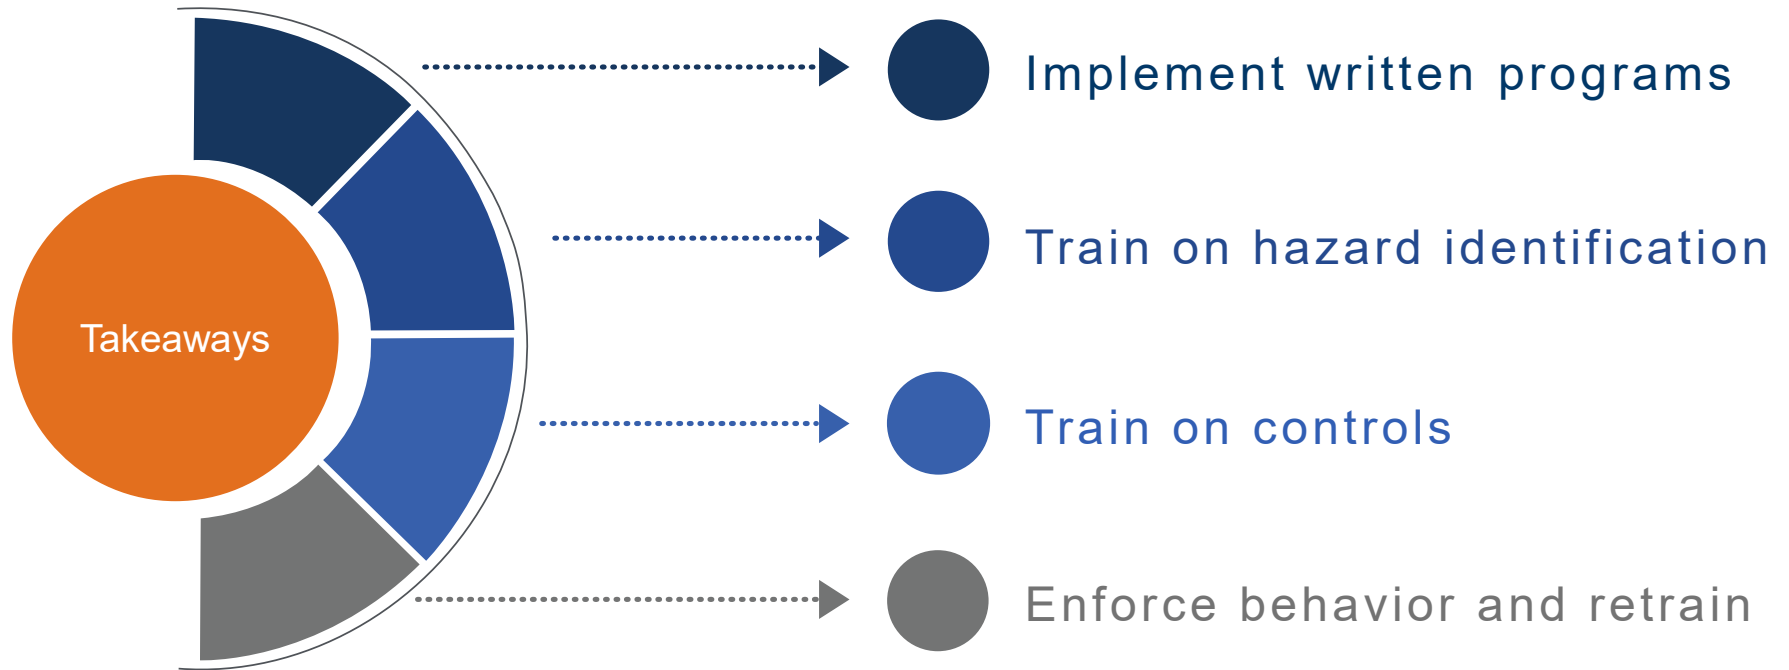 Takeaways
Implement written programs
Train on hazard identification
Train on controls
Enforce behavior and retrain